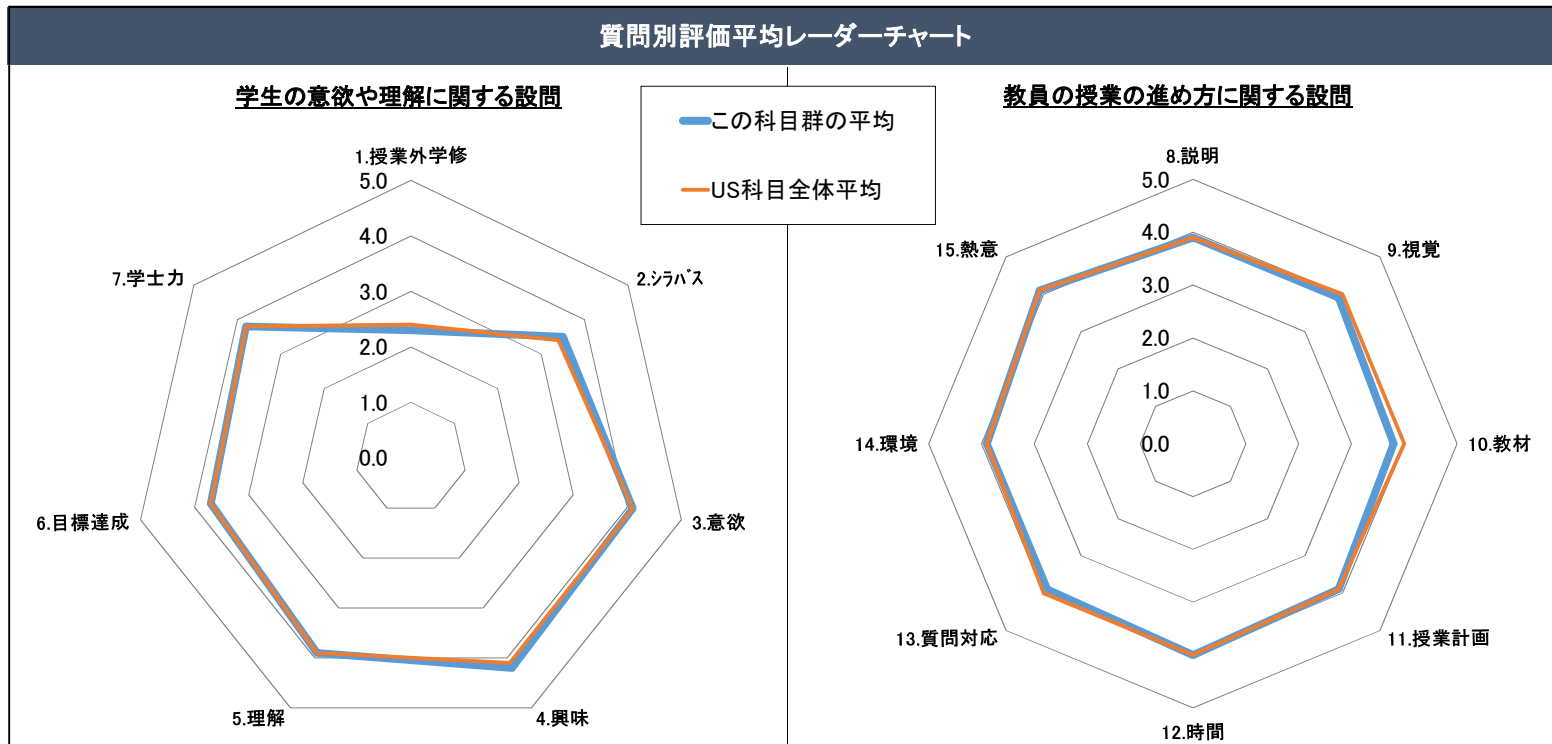 質問別評価平均レーダーチャート
学生の意欲や理解に関する設問
この科目群の平均
US科目全体平均
教員の授業の進め方に関する設問
1.授業外学修
5.0
4.0
3.0
2.0
1.0
0.0
2.シラバス
3.意欲
4.興味
5.理解
6.目標達成
7.学士力
8.説明
5.0
4.0
3.0
2.0
1.0
0.0
9.視覚
10.教材
11.授業計画
12.時間
13.質問対応
14.環境
15.熱意